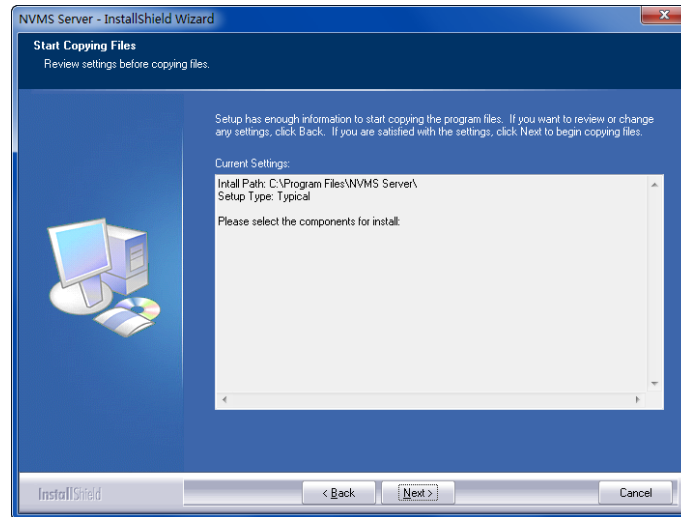 NVMS Server - InstallShield Wizard
Start Copying Files
Review settings before copying files.
Setup has enough information to start copying the program files. If you want to review or change
any settings, click Back. If you are satisfied with the settings, click Next to begin copying files.
Current Settings:
Intall Path: C:\Program Files\NVMS Server\
Setup Type: Typical
Please select the components for install:
InstallShield
< Back
Next >
Cancel